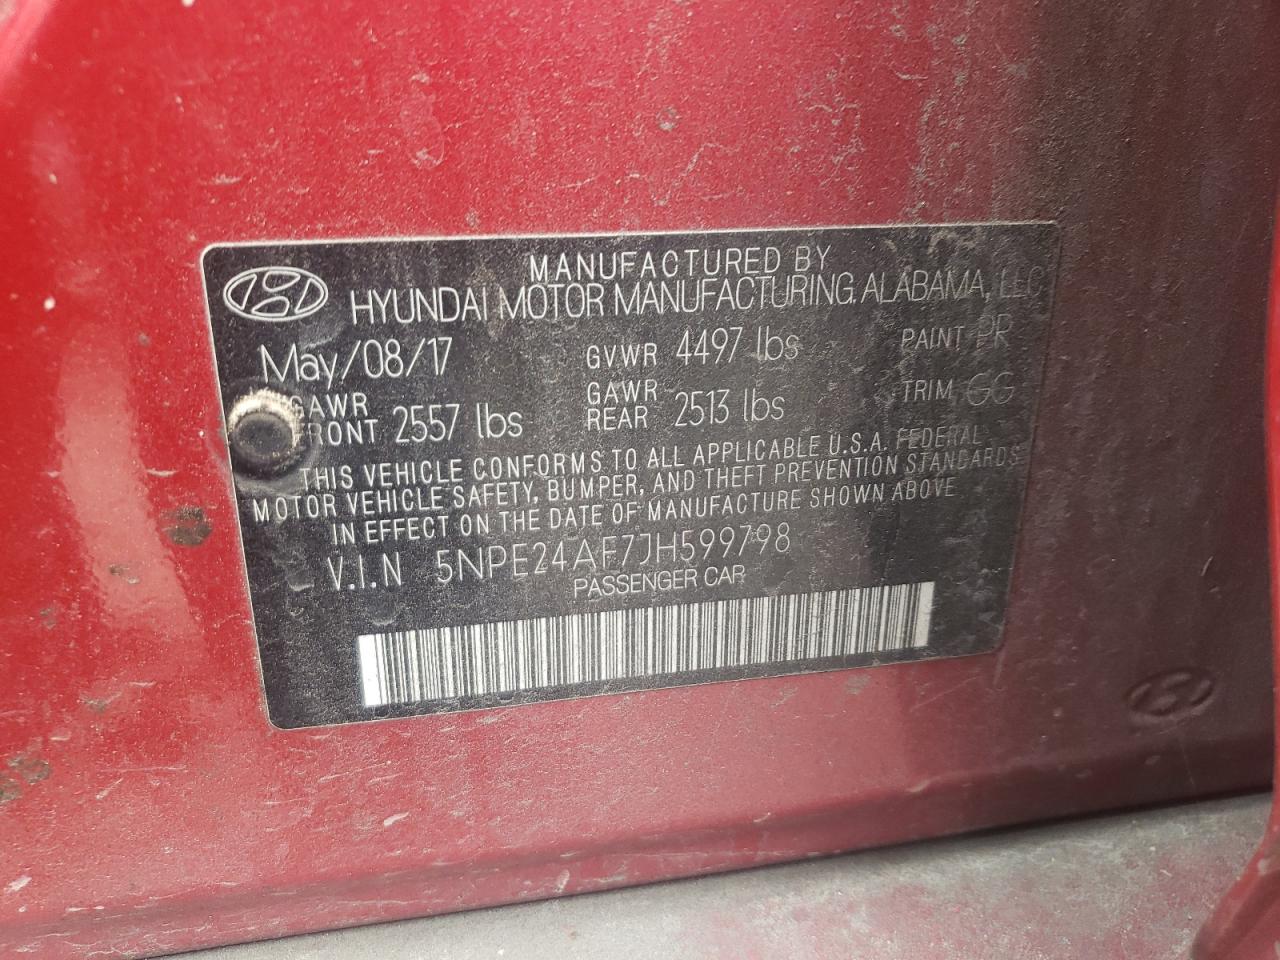 MANUFACTURED BY
HYUNDAI MOTOR MANUFACTURING ALABAMA, LLC
May/08/17 GVWR 4497 lbs PAINT PR
GAWR FRONT 2557 lbs GAWR REAR 2513 lbs TRIM GG
THIS VEHICLE CONFORMS TO ALL APPLICABLE U.S.A. FEDERAL
MOTOR VEHICLE SAFETY, BUMPER, AND THEFT PREVENTION STANDARDS
IN EFFECT ON THE DATE OF MANUFACTURE SHOWN ABOVE
V.I.N 5NPE24AF7JH599798
PASSENGER CAR